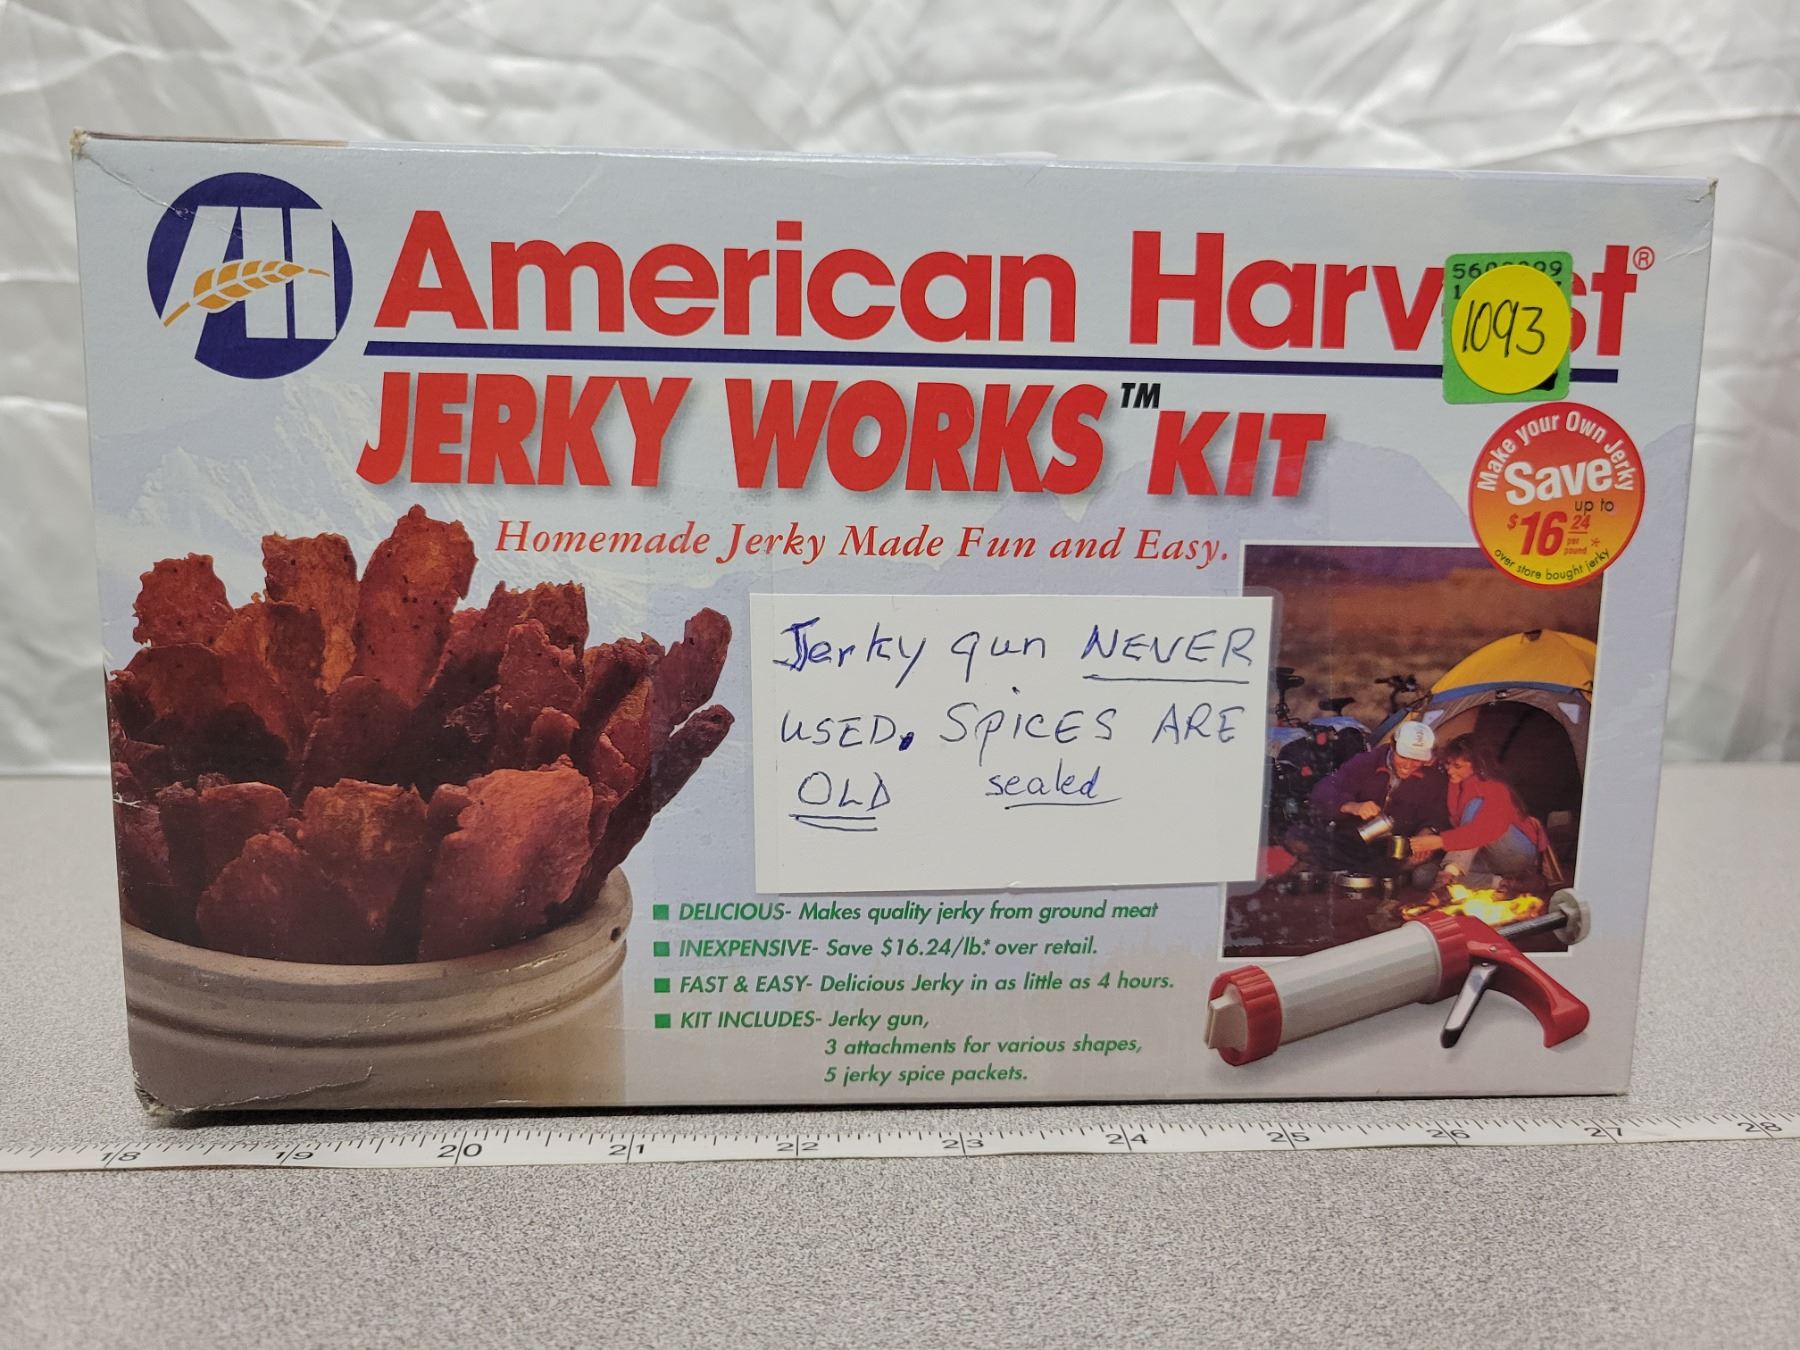 AH
American Harv st®
5609099
1093
JERKY WORKS™ KIT
Make your Own Jerky
Save
up to
$16.24
per pound*
over store bought jerky
Homemade Jerky Made Fun and Easy.
Jerky gun NEVER
USED. SPICES ARE
OLD sealed
DELICIOUS- Makes quality jerky from ground meat
INEXPENSIVE- Save $16.24/lb.* over retail.
FAST & EASY- Delicious Jerky in as little as 4 hours.
KIT INCLUDES- Jerky gun,
3 attachments for various shapes,
5 jerky spice packets.
18 19 20 21 22 23 24 25 26 27 28